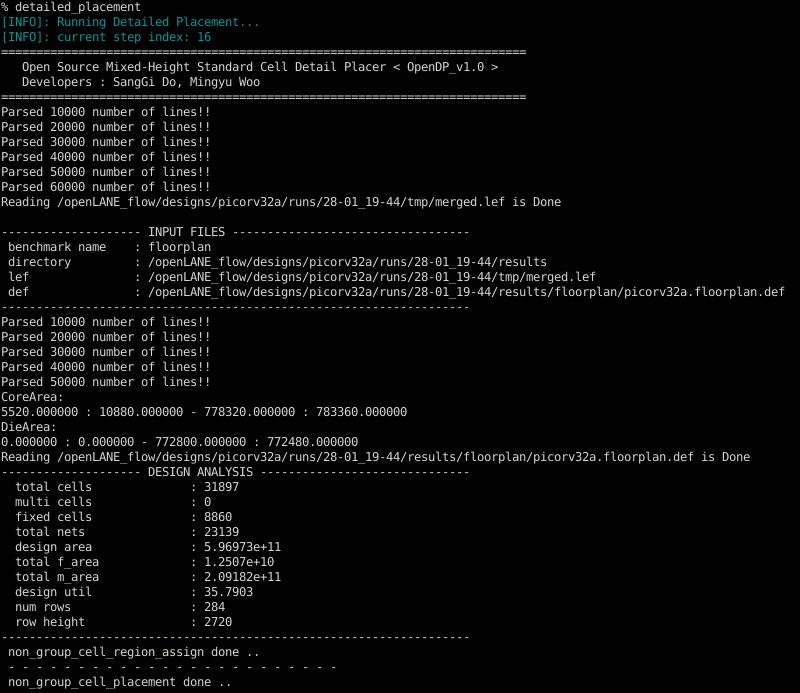 % detailed_placement
[INFO]: Running Detailed Placement...
[INFO]: current step index: 16
===========================================================================
   Open Source Mixed-Height Standard Cell Detail Placer < OpenDP_v1.0 >
   Developers : SangGi Do, Mingyu Woo
===========================================================================
Parsed 10000 number of lines!!
Parsed 20000 number of lines!!
Parsed 30000 number of lines!!
Parsed 40000 number of lines!!
Parsed 50000 number of lines!!
Parsed 60000 number of lines!!
Reading /openLANE_flow/designs/picorv32a/runs/28-01_19-44/tmp/merged.lef is Done
-------------------- INPUT FILES ----------------------------------
 benchmark name    : floorplan
 directory         : /openLANE_flow/designs/picorv32a/runs/28-01_19-44/results
 lef               : /openLANE_flow/designs/picorv32a/runs/28-01_19-44/tmp/merged.lef
 def               : /openLANE_flow/designs/picorv32a/runs/28-01_19-44/results/floorplan/picorv32a.floorplan.def
-------------------------------------------------------------------
Parsed 10000 number of lines!!
Parsed 20000 number of lines!!
Parsed 30000 number of lines!!
Parsed 40000 number of lines!!
Parsed 50000 number of lines!!
CoreArea:
5520.000000 : 10880.000000 - 778320.000000 : 783360.000000
DieArea:
0.000000 : 0.000000 - 772800.000000 : 772480.000000
Reading /openLANE_flow/designs/picorv32a/runs/28-01_19-44/results/floorplan/picorv32a.floorplan.def is Done
-------------------- DESIGN ANALYSIS ------------------------------
  total cells              : 31897
  multi cells              : 0
  fixed cells              : 8860
  total nets               : 23139
  design area              : 5.96973e+11
  total f_area             : 1.2507e+10
  total m_area             : 2.09182e+11
  design util              : 35.7903
  num rows                 : 284
  row height               : 2720
-------------------------------------------------------------------
 non_group_cell_region_assign done ..
 - - - - - - - - - - - - - - - - - - - - - - - -
 non_group_cell_placement done ..